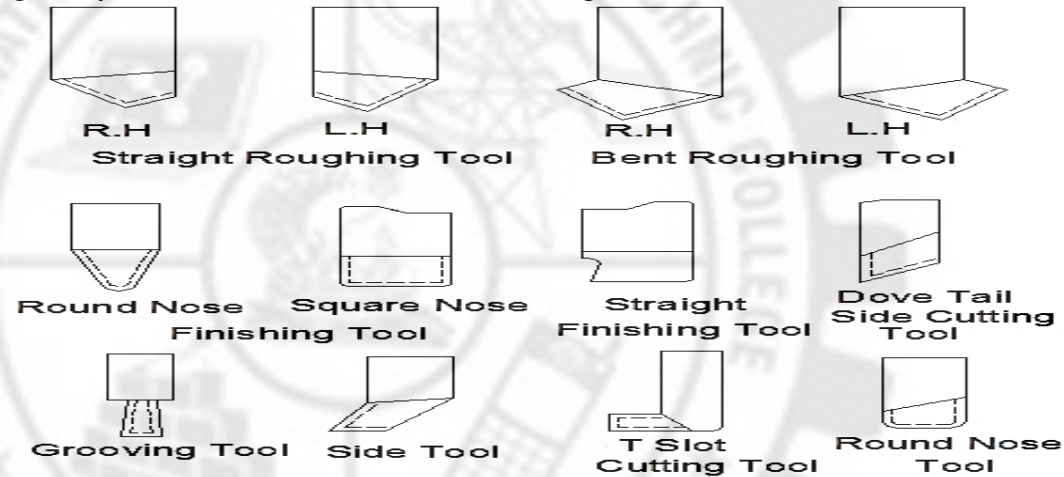 R.H L.H R.H L.H
Straight Roughing Tool Bent Roughing Tool
Round Nose Square Nose Straight Dove Tail
Finishing Tool Finishing Tool Side Cutting
Tool
Grooving Tool Side Tool T Slot Round Nose
Cutting Tool Tool
COLLEGE